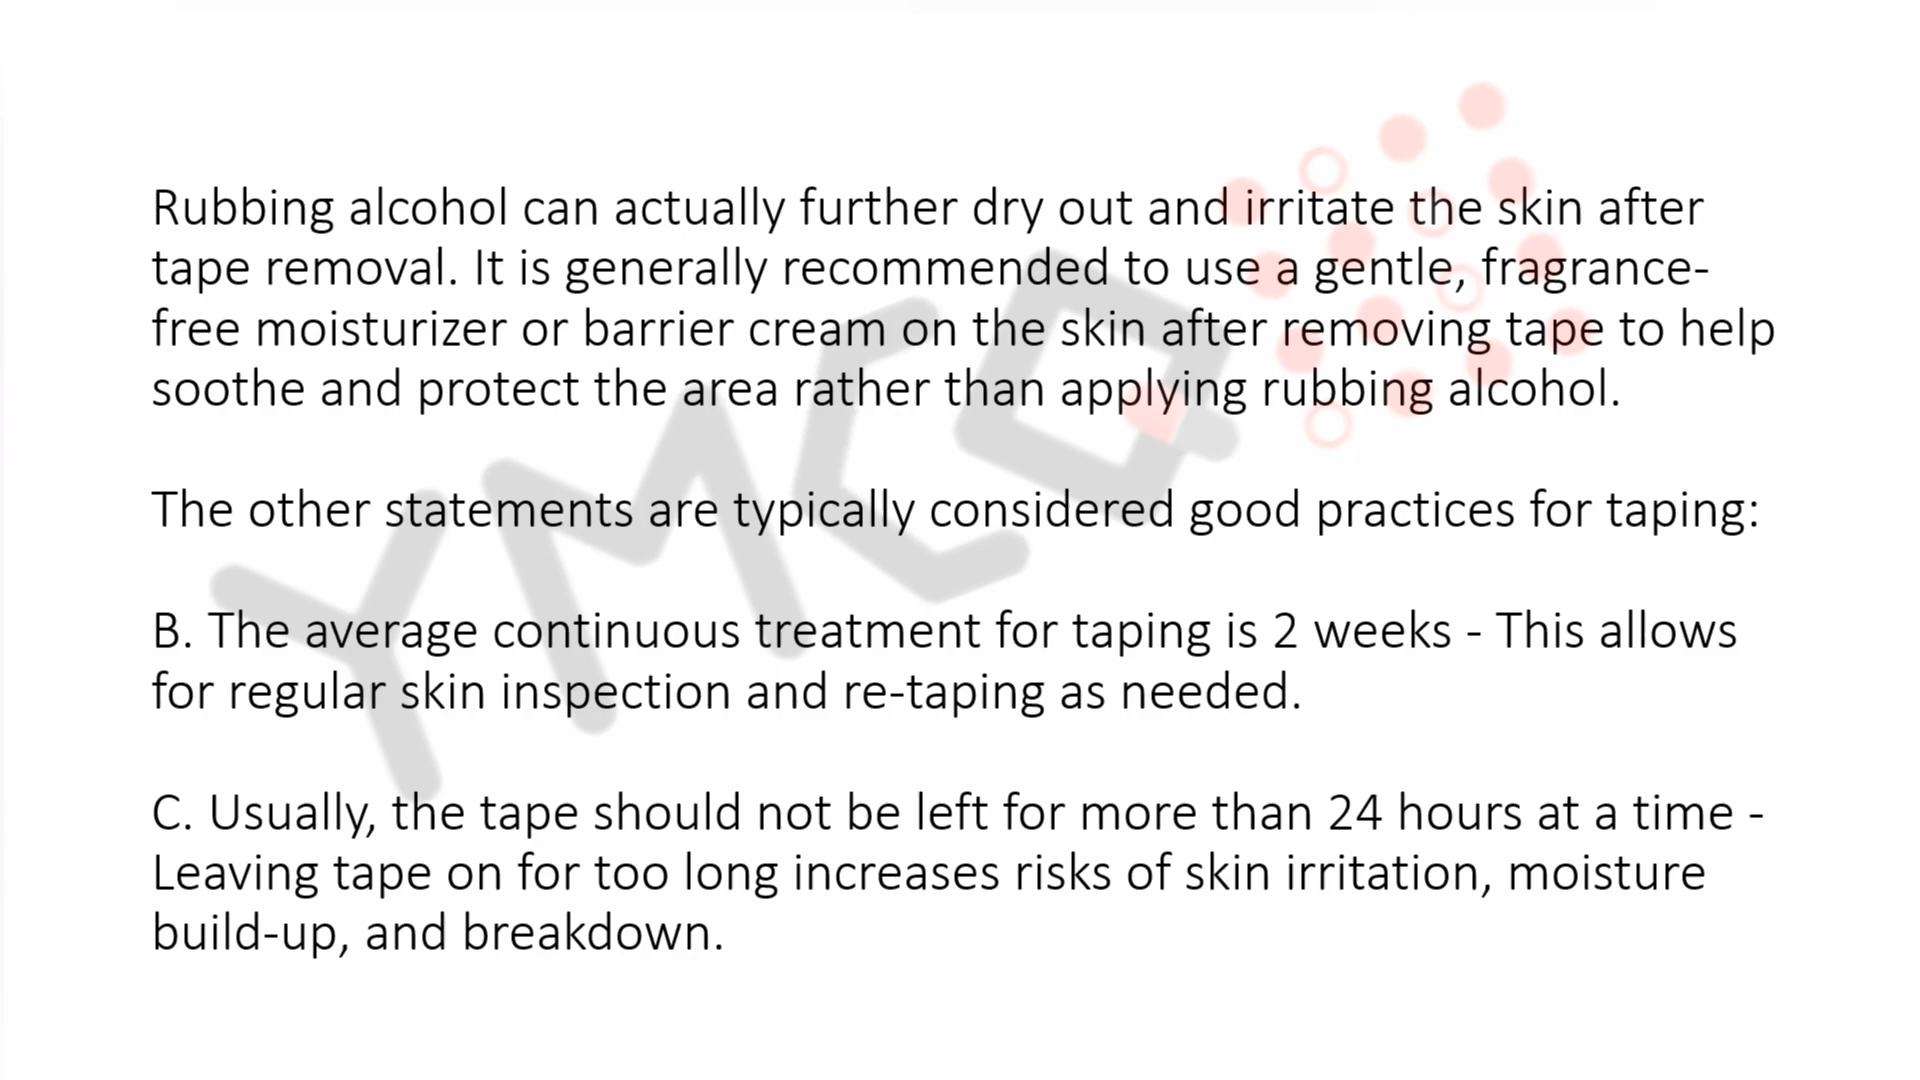 Rubbing alcohol can actually further dry out and irritate the skin after
tape removal. It is generally recommended to use a gentle, fragrance-
free moisturizer or barrier cream on the skin after removing tape to help
soothe and protect the area rather than applying rubbing alcohol.
The other statements are typically considered good practices for taping:
B. The average continuous treatment for taping is 2 weeks - This allows
for regular skin inspection and re-taping as needed.
C. Usually, the tape should not be left for more than 24 hours at a time -
Leaving tape on for too long increases risks of skin irritation, moisture
build-up, and breakdown.
YMCQ